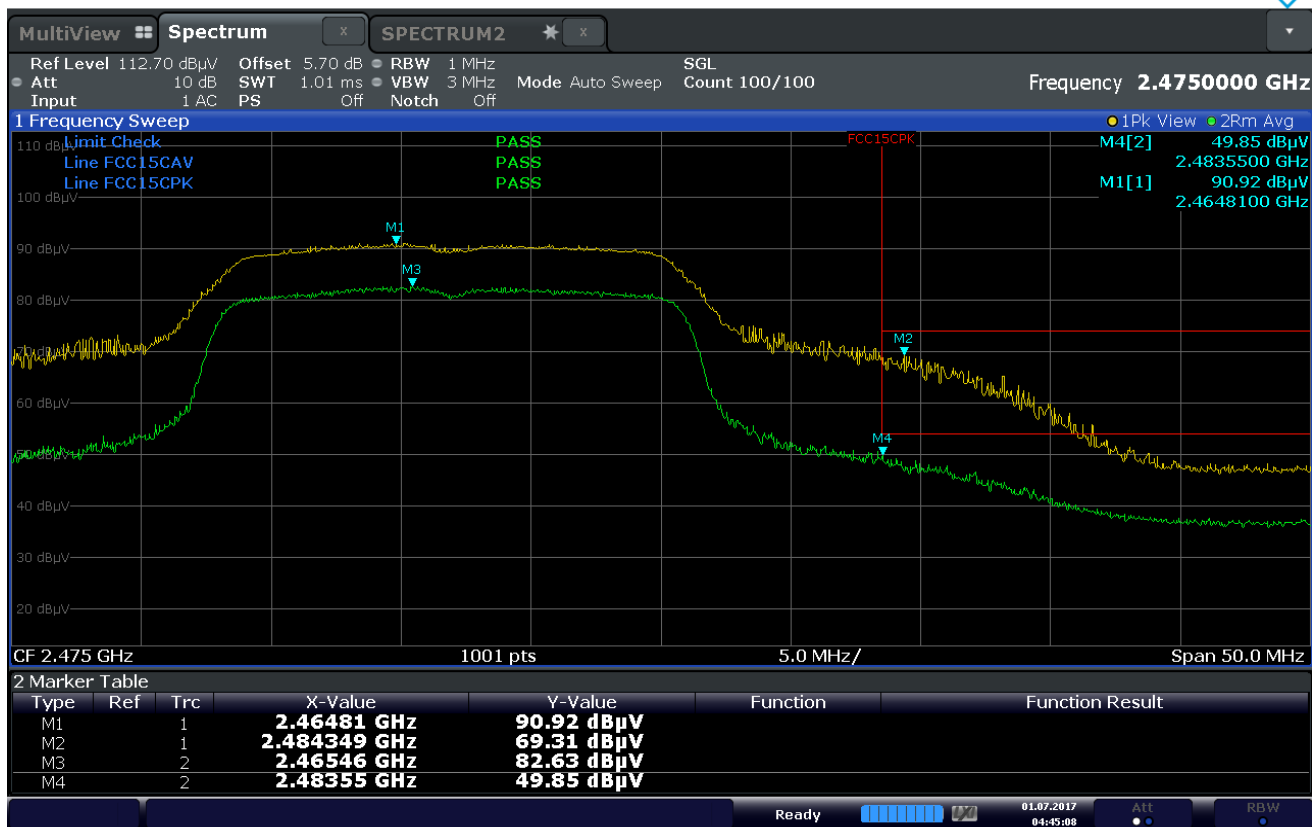 MultiView Spectrum x SPECTRUM2 x
Ref Level 112.70 dBµV Offset 5.70 dB RBW 1 MHz SGL
Att 10 dB SWT 1.01 ms VBW 3 MHz Mode Auto Sweep Count 100/100 Frequency 2.4750000 GHz
Input 1 AC PS Off Notch Off
1 Frequency Sweep 1Pk View 2Rm Avg
110 dBµV Limit Check PASS FCC15CPK M4[2] 49.85 dBµV
Line FCC15CAV PASS 2.4835500 GHz
Line FCC15CPK PASS M1[1] 90.92 dBµV
100 dBµV 2.4648100 GHz
M1
90 dBµV
M3
80 dBµV
M2
70 dBµV
60 dBµV
M4
50 dBµV
40 dBµV
30 dBµV
20 dBµV
CF 2.475 GHz 1001 pts 5.0 MHz/ Span 50.0 MHz
2 Marker Table
Type Ref Trc X-Value Y-Value Function Function Result
M1 1 2.46481 GHz 90.92 dBµV
M2 1 2.484349 GHz 69.31 dBµV
M3 2 2.46546 GHz 82.63 dBµV
M4 2 2.48355 GHz 49.85 dBµV
Ready 01.07.2017 Att RBW
04:45:08